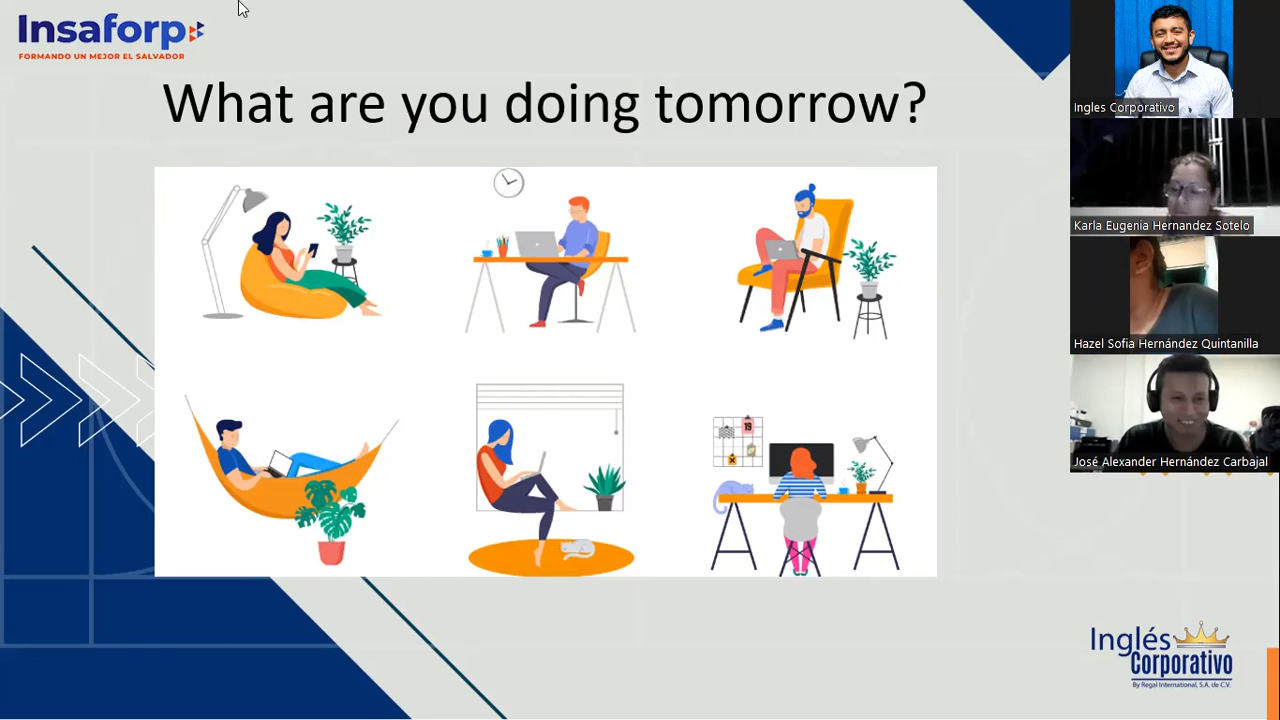 Insaforp
FORMANDO UN MEJOR EL SALVADOR
What are you doing tomorrow?
19
Ingles Corporativo
Karla Eugenia Hernandez Sotelo
Hazel Sofia Hernández Quintanilla
José Alexander Hernández Carbajal
Inglés
Corporativo
By Regal International, S.A. de C.V.